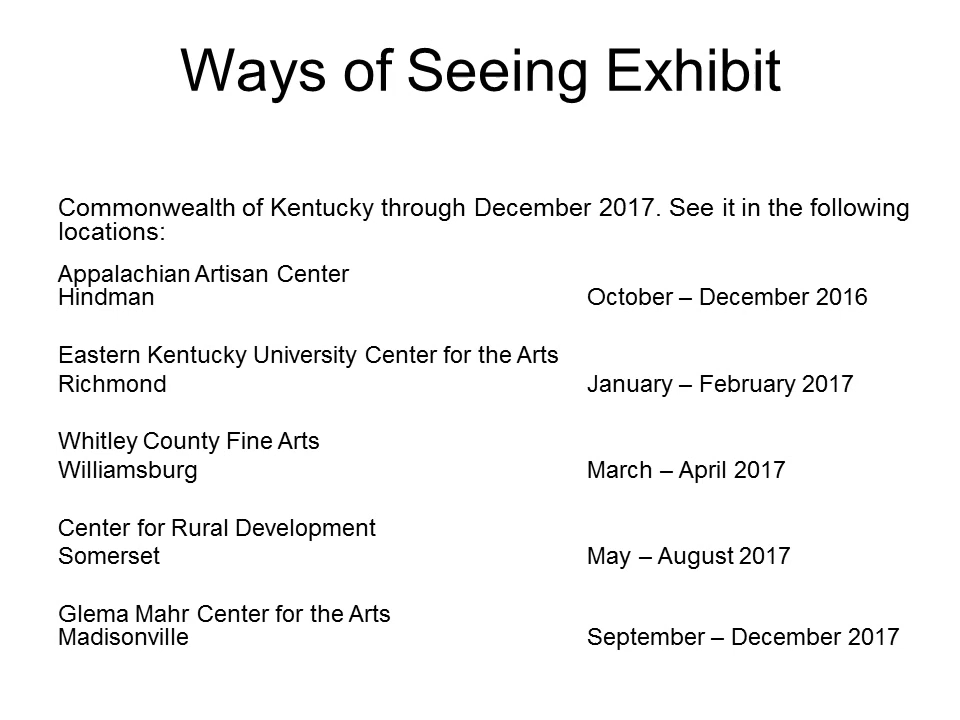 Ways of Seeing Exhibit
Commonwealth of Kentucky through December 2017. See it in the following
locations:
Appalachian Artisan Center
Hindman October – December 2016
Eastern Kentucky University Center for the Arts
Richmond January – February 2017
Whitley County Fine Arts
Williamsburg March – April 2017
Center for Rural Development
Somerset May – August 2017
Glema Mahr Center for the Arts
Madisonville September – December 2017